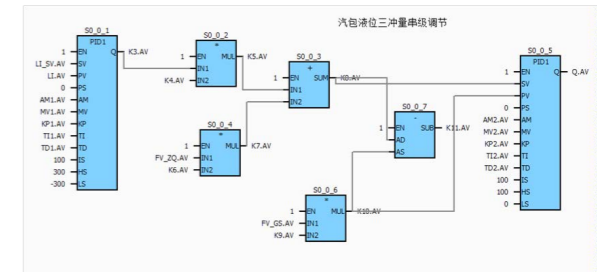 汽包液位三冲量串级调节
S0_0_1
PID1
1 EN Q K3.AV
LI_SV.AV SV
LI.AV PV
0 PS
AM1.AV AM
MV1.AV MV
KP1.AV KP
TI1.AV TI
TD1.AV TD
100 IS
300 HS
-300 LS
S0_0_2
*
1 EN MUL K5.AV
IN1
K4.AV IN2
S0_0_4
*
1 EN MUL K7.AV
FV_ZQ.AV IN1
K6.AV IN2
S0_0_3
+
1 EN SUM K8.AV
IN1
IN2
S0_0_6
*
1 EN MUL K10.AV
FV_GS.AV IN1
K9.AV IN2
S0_0_7
-
1 EN SUB K11.AV
AD
AS
S0_0_5
PID1
1 EN Q Q.AV
SV
PV
0 PS
AM2.AV AM
MV2.AV MV
KP2.AV KP
TI2.AV TI
TD2.AV TD
100 IS
100 HS
0 LS